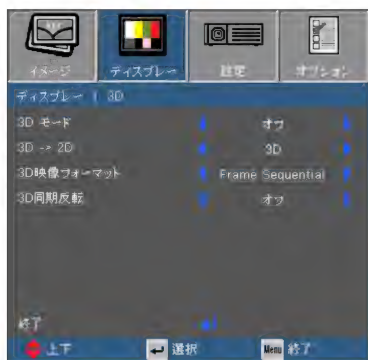 イメージ ディスプレー 設定 オプション
ディスプレー | 3D
3D モード オフ
3D --> 2D 3D
3D映像フォーマット Frame Sequential
3D同期反転 オフ
終了
上下 選択 Menu 終了